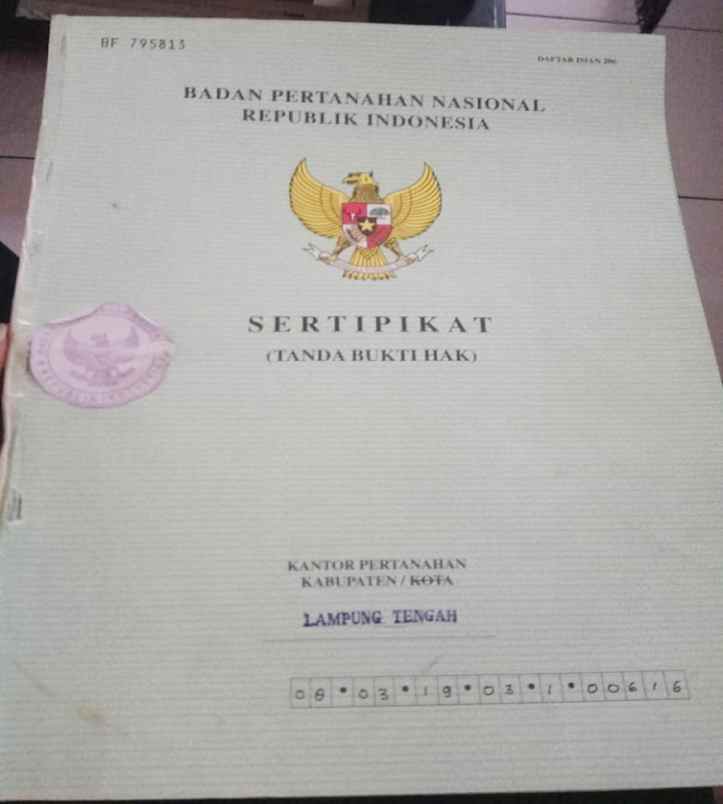 BF 795813
DAFTAR ISIAN 206
BADAN PERTANAHAN NASIONAL
REPUBLIK INDONESIA
SERTIPIKAT
(TANDA BUKTI HAK)
KANTOR PERTANAHAN
KABUPATEN / KOTA
LAMPUNG TENGAH
08 • 03 • 19 • 03 • 1 • 00616